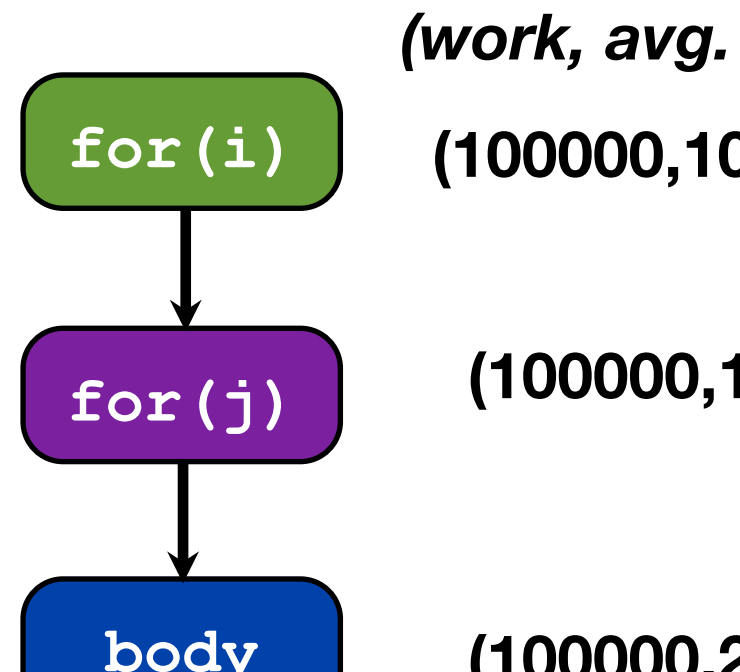 (work, avg.
for(i)
(100000,10
for(j)
(100000,1
body
(100000,2